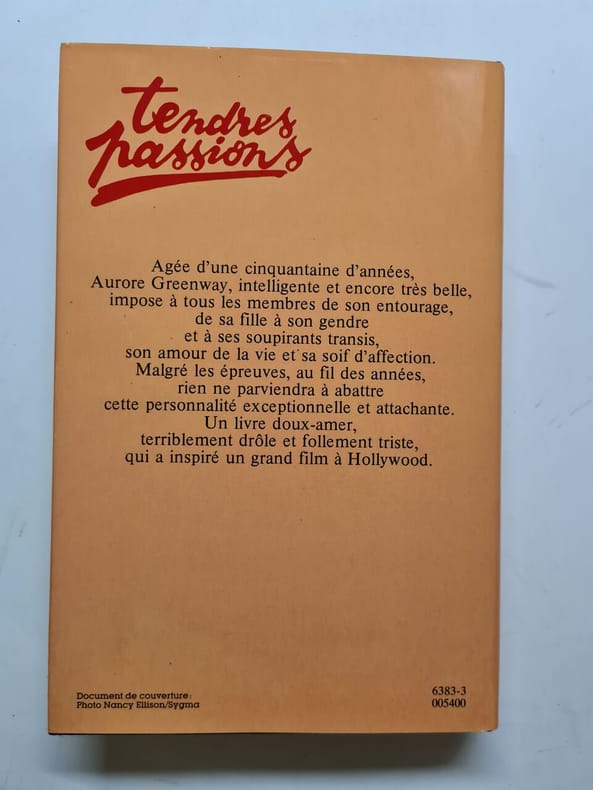 tendres
passions
Agée d'une cinquantaine d'années,
Aurore Greenway, intelligente et encore très belle,
impose à tous les membres de son entourage,
de sa fille à son gendre
et à ses soupirants transis,
son amour de la vie et sa soif d'affection.
Malgré les épreuves, au fil des années,
rien ne parviendra à abattre
cette personnalité exceptionnelle et attachante.
Un livre doux-amer,
terriblement drôle et follement triste,
qui a inspiré un grand film à Hollywood.
Document de couverture:
Photo Nancy Ellison/Sygma
6383-3
005400